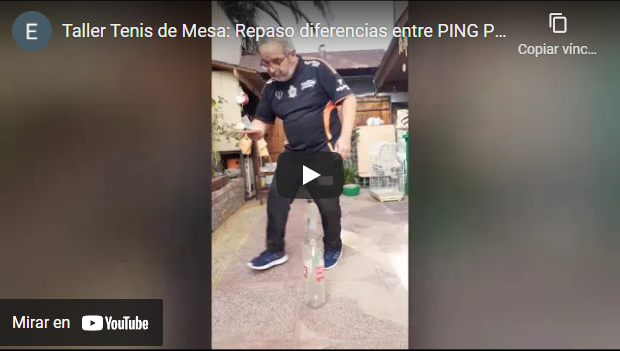 E
Taller Tenis de Mesa: Repaso diferencias entre PING P...
Copiar vínc...
Mirar en YouTube